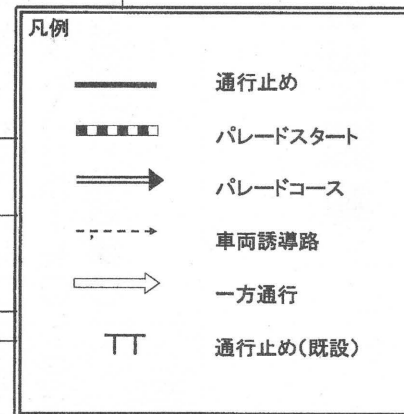 凡例
通行止め
パレードスタート
パレードコース
車両誘導路
一方通行
通行止め(既設)